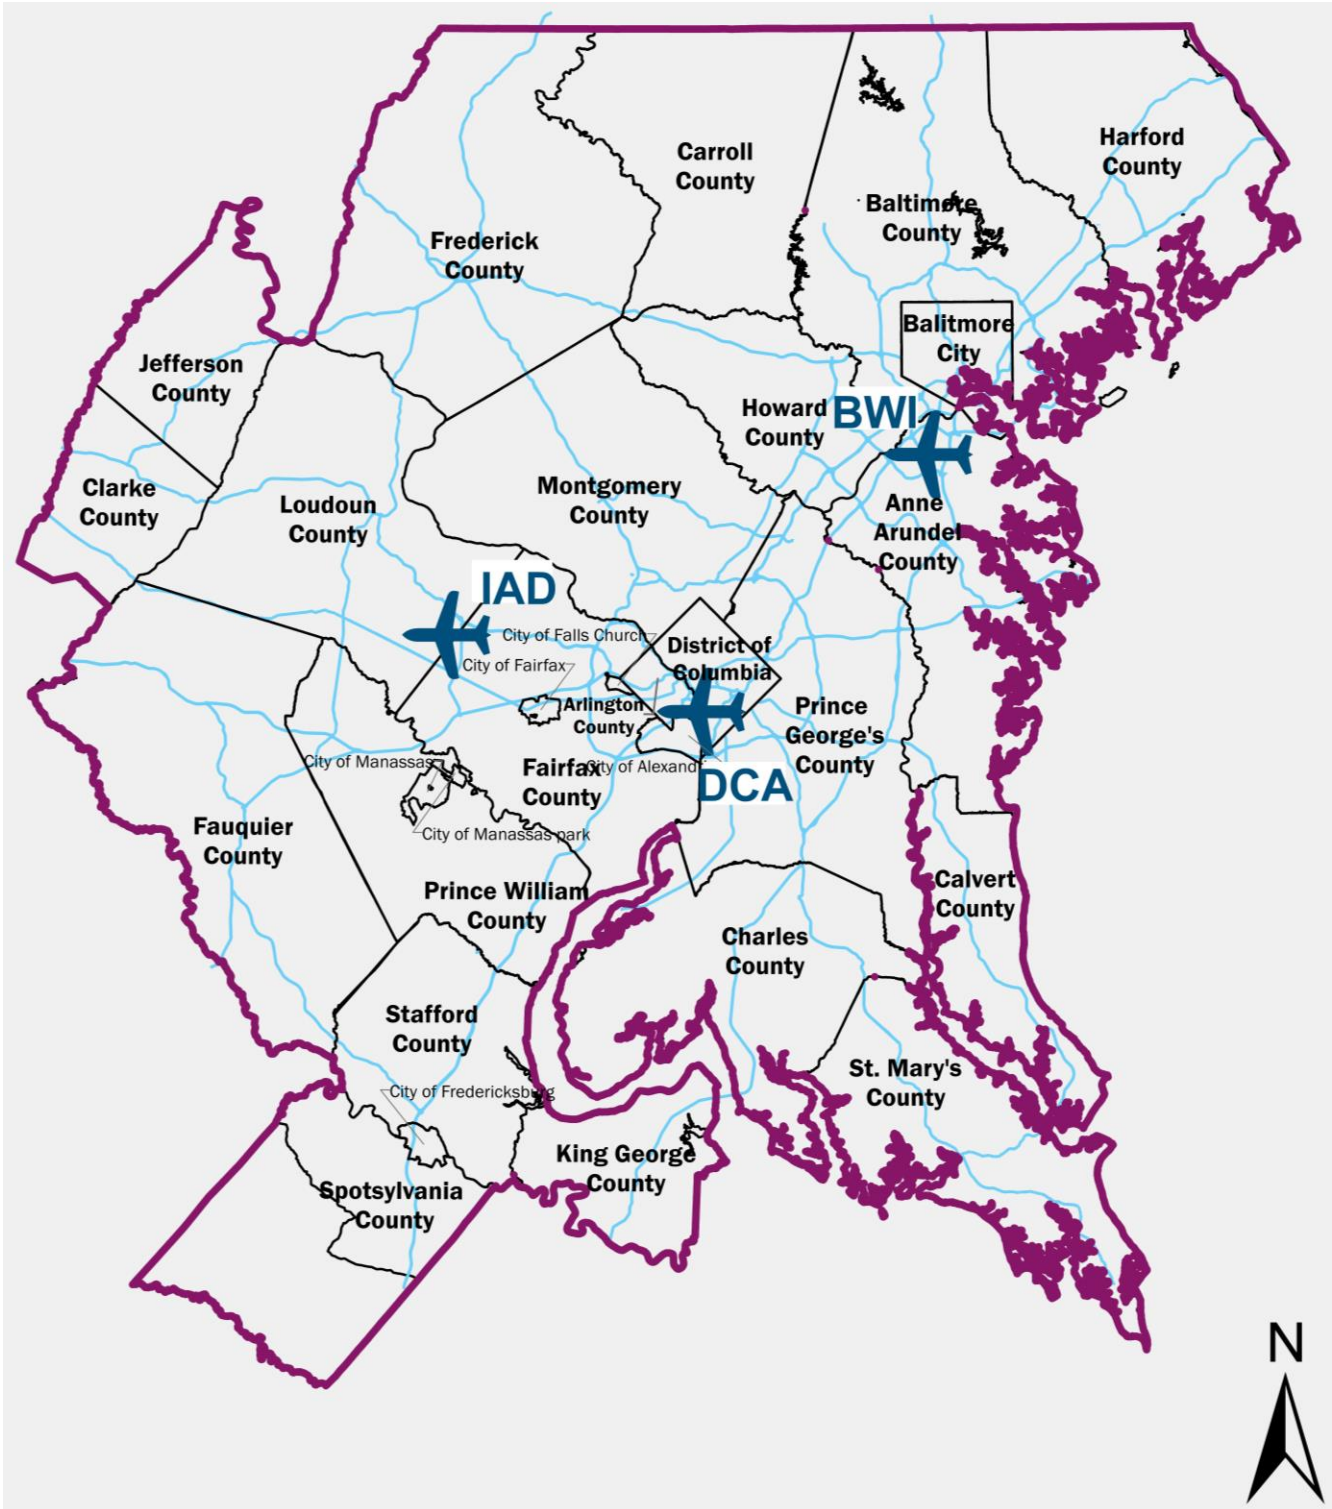 Carroll
County
Harford
County
Baltimore
County
Frederick
County
Balitmore
City
Jefferson
County
Howard
County
BWI
Clarke
County
Loudoun
County
Montgomery
County
Anne
Arundel
County
IAD
City of Falls Church
District of
Columbia
City of Fairfax
Arlington
County
Prince
George's
County
City of Manassas
Fairfax
County
City of Alexandri
DCA
Fauquier
County
City of Manassas park
Prince William
County
Calvert
County
Charles
County
Stafford
County
St. Mary's
County
City of Fredericksburg
King George
County
Spotsylvania
County
N